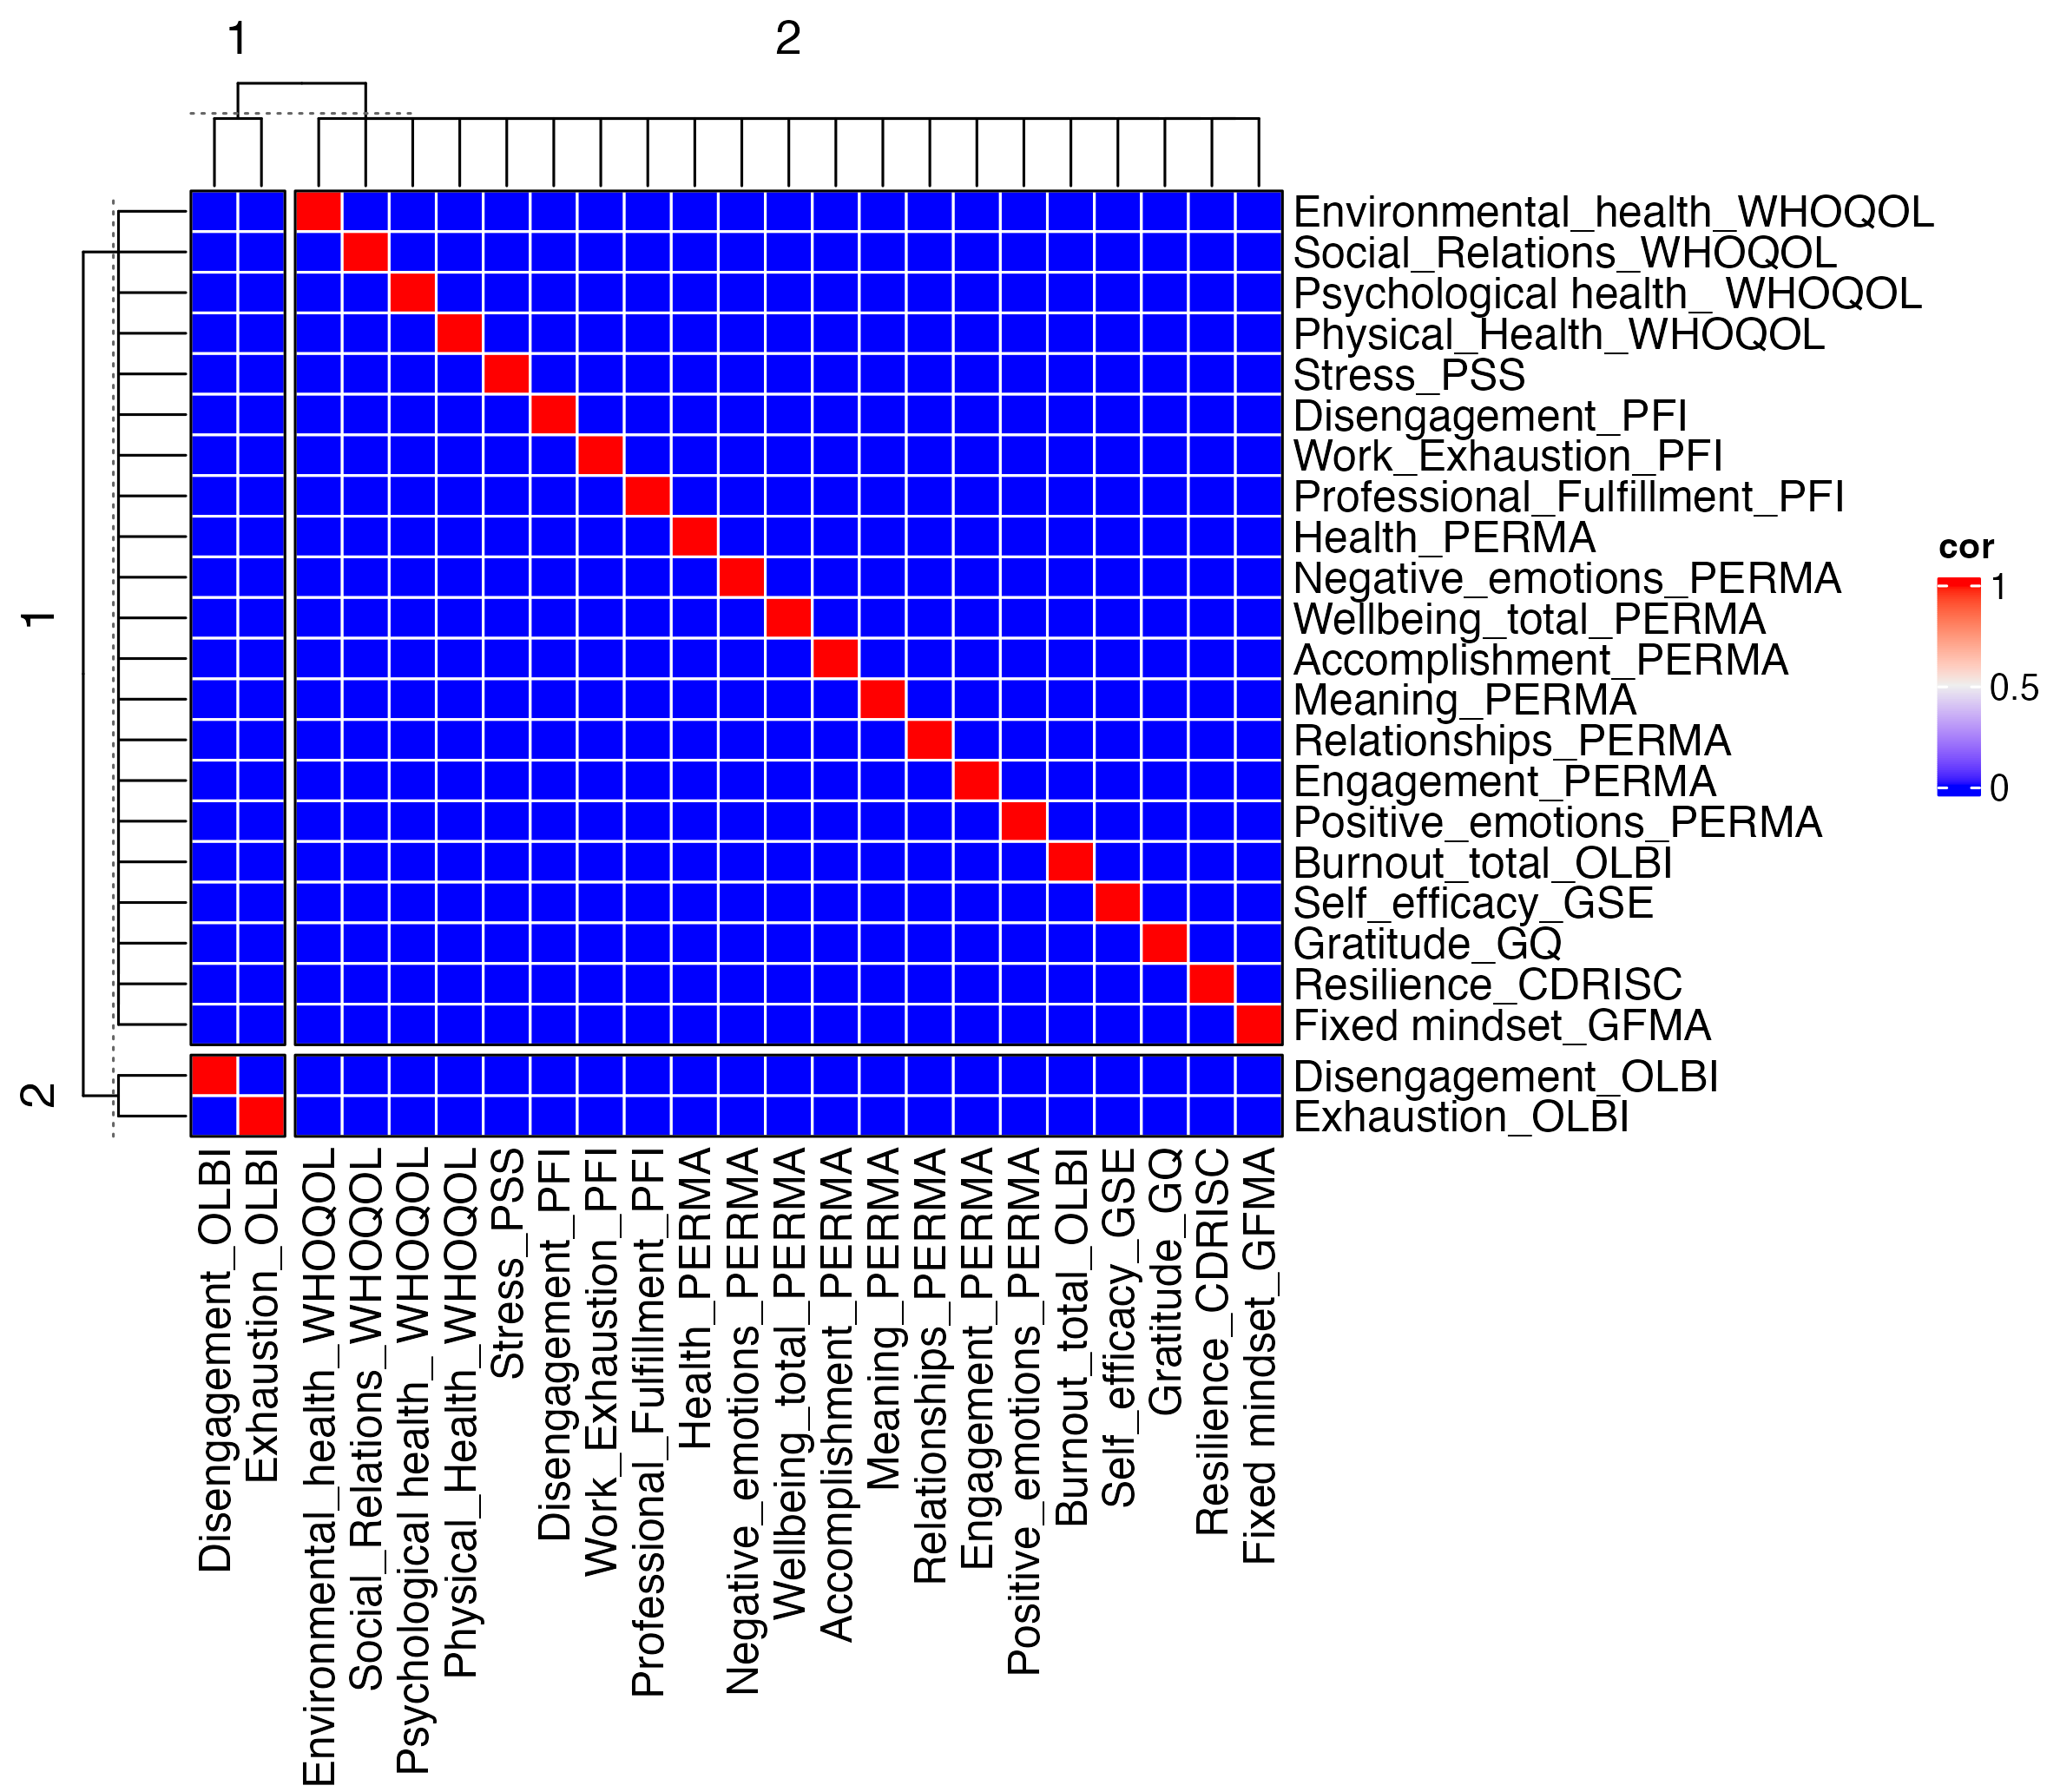 1
2
1
2
Environmental_health_WHOQOL
Social_Relations_WHOQOL
Psychological health_ WHOQOL
Physical_Health_WHOQOL
Stress_PSS
Disengagement_PFI
Work_Exhaustion_PFI
Professional_Fulfillment_PFI
Health_PERMA
Negative_emotions_PERMA
Wellbeing_total_PERMA
Accomplishment_PERMA
Meaning_PERMA
Relationships_PERMA
Engagement_PERMA
Positive_emotions_PERMA
Burnout_total_OLBI
Self_efficacy_GSE
Gratitude_GQ
Resilience_CDRISC
Fixed mindset_GFMA
Disengagement_OLBI
Exhaustion_OLBI
cor
1
0.5
0
Disengagement_OLBI
Exhaustion_OLBI
Environmental_health_WHOQOL
Social_Relations_WHOQOL
Psychological health_ WHOQOL
Physical_Health_WHOQOL
Stress_PSS
Disengagement_PFI
Work_Exhaustion_PFI
Professional_Fulfillment_PFI
Health_PERMA
Negative_emotions_PERMA
Wellbeing_total_PERMA
Accomplishment_PERMA
Meaning_PERMA
Relationships_PERMA
Engagement_PERMA
Positive_emotions_PERMA
Burnout_total_OLBI
Self_efficacy_GSE
Gratitude_GQ
Resilience_CDRISC
Fixed mindset_GFMA